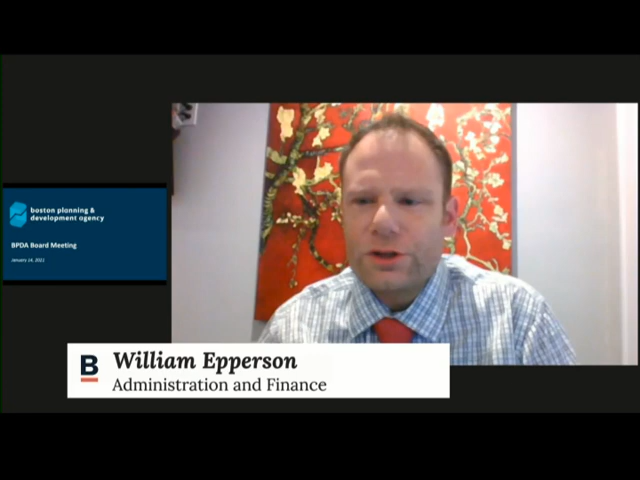 boston planning &
development agency
BPDA Board Meeting
January 14, 2021
B
William Epperson
Administration and Finance